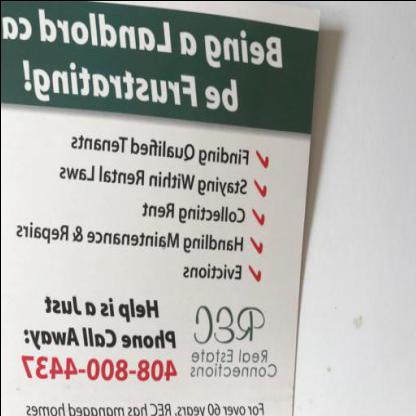 Being a Landlord ca
be Frustrating!
✓ Finding Qualified Tenants
✓ Staying Within Rental Laws
✓ Collecting Rent
✓ Handling Maintenance & Repairs
✓ Evictions
REC
Real Estate
Connections
Help is a Just
Phone Call Away:
408-800-4437
For over 60 years, REC has managed homes